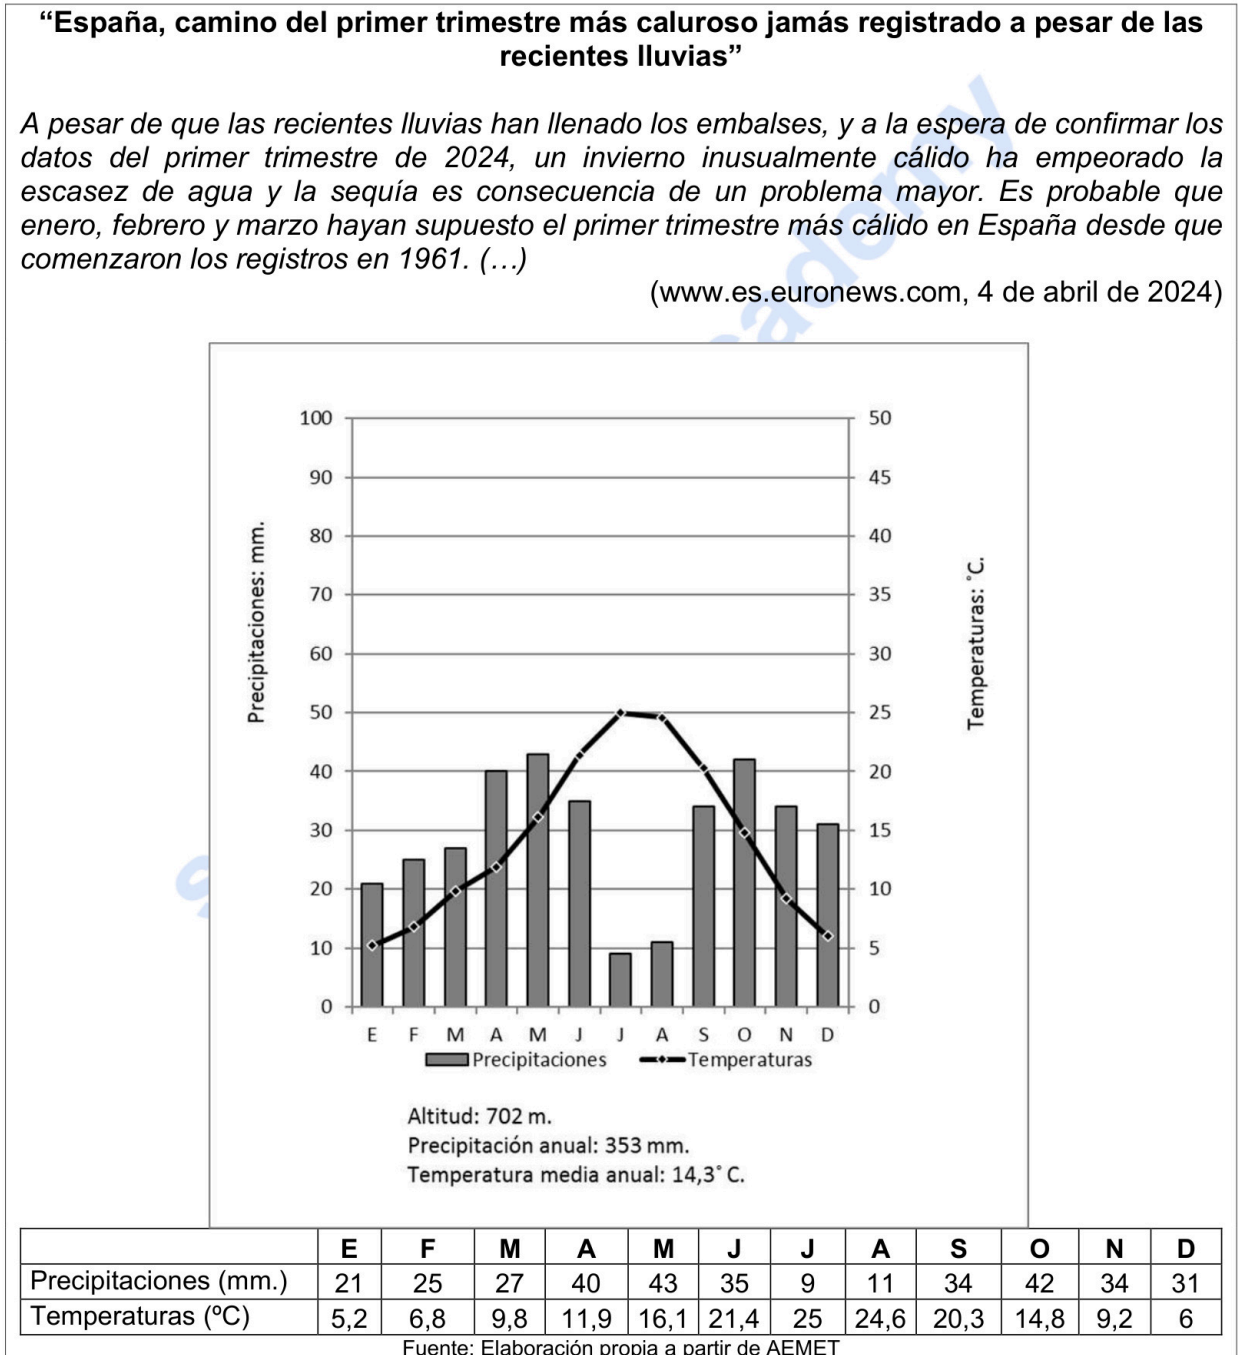 “España, camino del primer trimestre más caluroso jamás registrado a pesar de las
recientes lluvias”
A pesar de que las recientes lluvias han llenado los embalses, y a la espera de confirmar los
datos del primer trimestre de 2024, un invierno inusualmente cálido ha empeorado la
escasez de agua y la sequía es consecuencia de un problema mayor. Es probable que
enero, febrero y marzo hayan supuesto el primer trimestre más cálido en España desde que
comenzaron los registros en 1961. (…)
(www.es.euronews.com, 4 de abril de 2024)
Precipitaciones: mm.
100
90
80
70
60
50
40
30
20
10
0
50
45
40
35
30
25
20
15
10
5
0
Temperaturas: ˚C.
E F M A M J J A S O N D
Precipitaciones Temperaturas
Altitud: 702 m.
Precipitación anual: 353 mm.
Temperatura media anual: 14,3˚ C.
E F M A M J J A S O N D
Precipitaciones (mm.) 21 25 27 40 43 35 9 11 34 42 34 31
Temperaturas (ºC) 5,2 6,8 9,8 11,9 16,1 21,4 25 24,6 20,3 14,8 9,2 6
Fuente: Elaboración propia a partir de AEMET